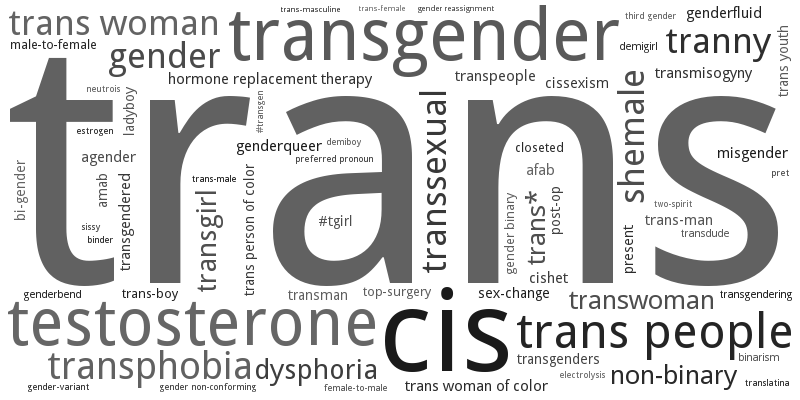 trans-masculine
trans-female
gender reassignment
trans woman
transgender
third gender
genderfluid
male-to-female
gender
demigirl
tranny
trans youth
hormone replacement therapy
transpeople
cissexism
transmisogyny
trans
neutrois
ladyboy
#transgen
estrogen
genderqueer
demiboy
preferred pronoun
transsexual
closeted
shemale
misgender
agender
bi-gender
amab
transgendered
trans-male
transgirl
trans person of color
afab
pret
sissy
binder
#tgirl
gender binary
trans*
post-op
two-spirit
trans-man
transdude
present
cishet
genderbend
trans-boy
transman
top-surgery
sex-change
transwoman
transgendering
testosterone
cis
trans people
transphobia
dysphoria
transgenders
binarism
electrolysis
non-binary
translatina
gender-variant
gender non-conforming
female-to-male
trans woman of color